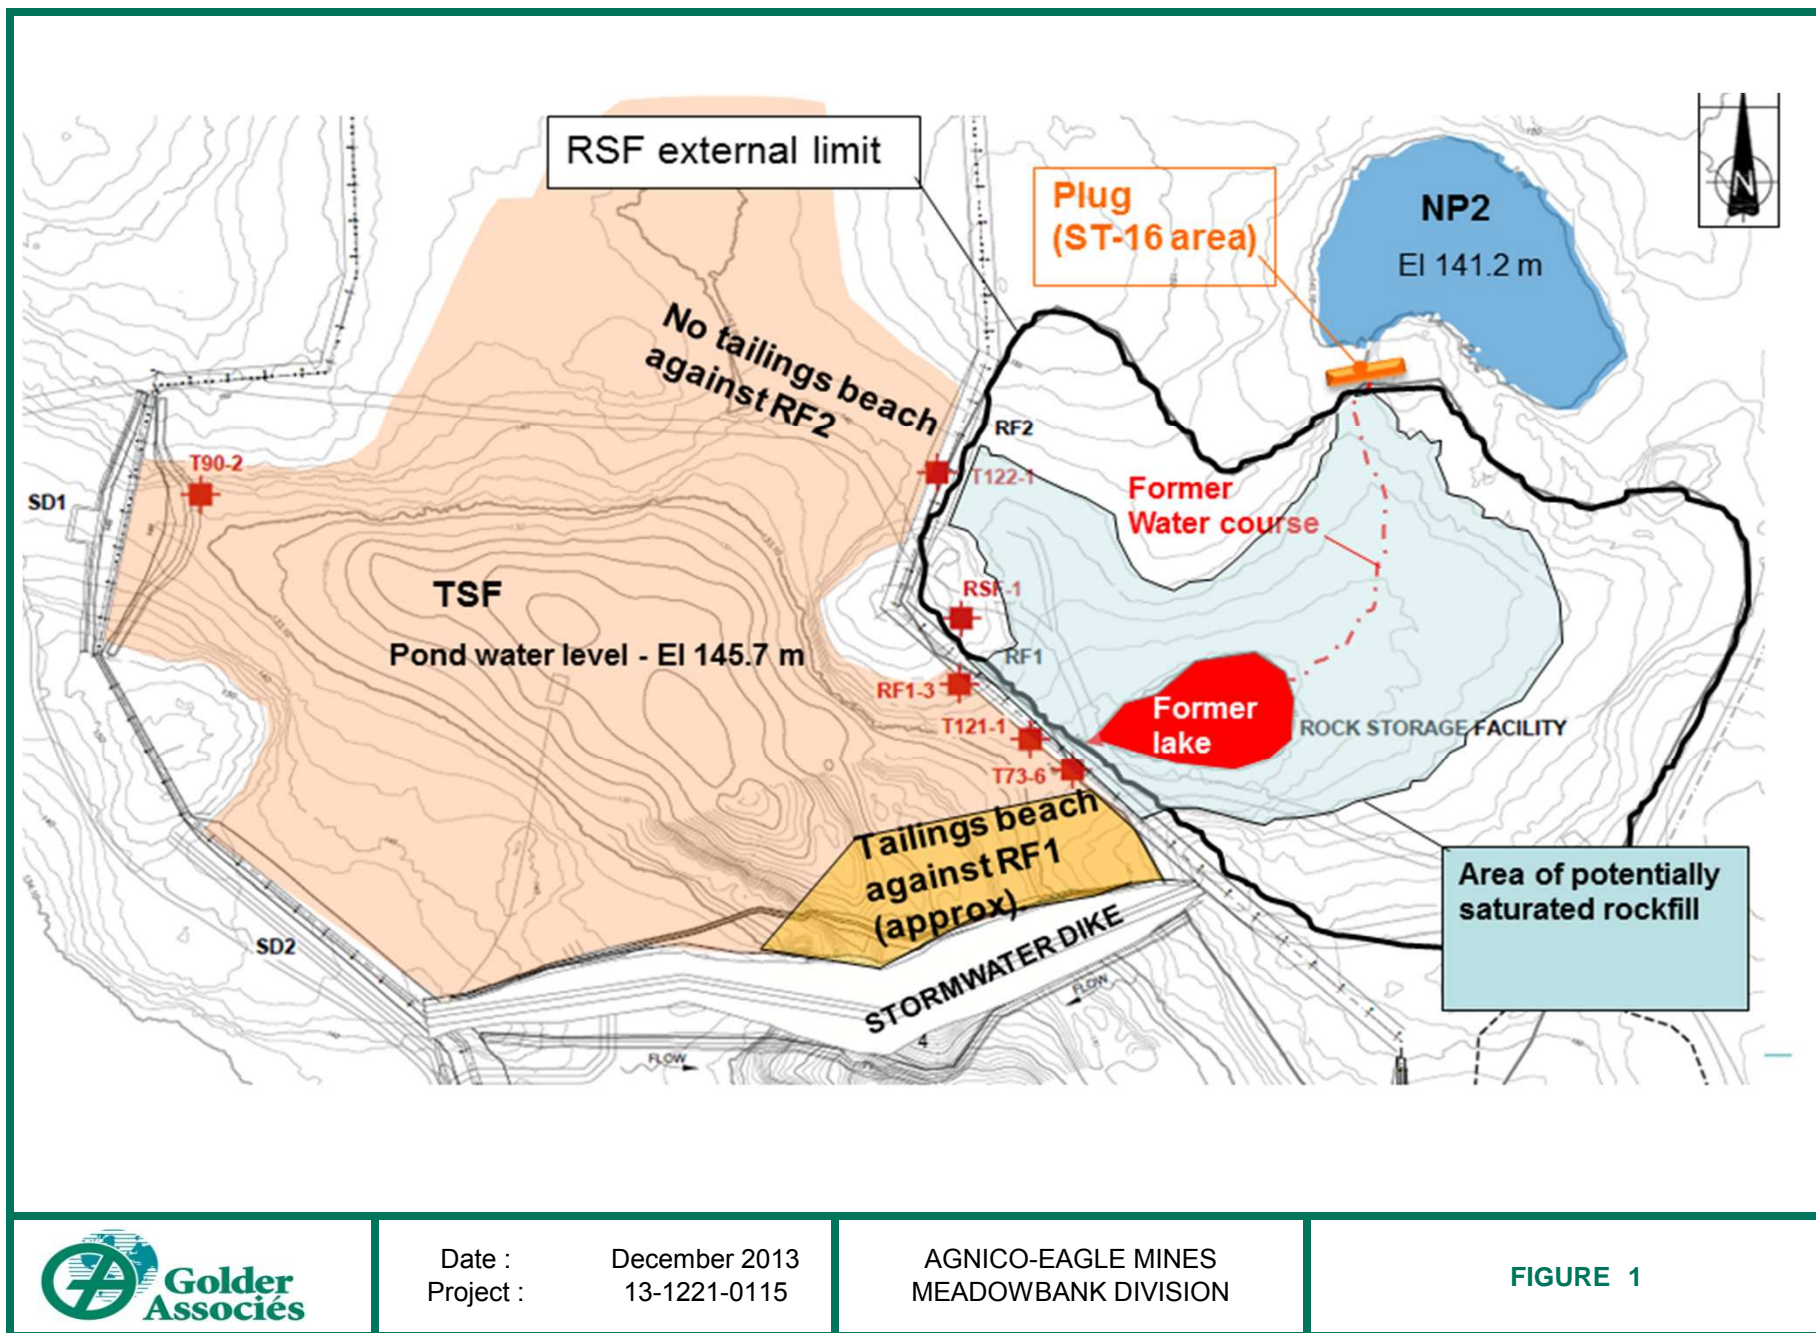 RSF external limit
Plug
(ST-16 area)
NP2
El 141.2 m
N
No tailings beach
against RF2
RF2
T90-2
T122-1
SD1
Former
Water course
TSF
RSF-1
Pond water level - El 145.7 m
RF1
RF1-3
Former
lake
T121-1
ROCK STORAGE FACILITY
T73-6
Tailings beach
against RF1
(approx).
Area of potentially
saturated rockfill
SD2
STORMWATER DIKE
FLOW
4
FLOW
Golder
Associés
Date : December 2013
Project : 13-1221-0115
AGNICO-EAGLE MINES
MEADOWBANK DIVISION
FIGURE 1